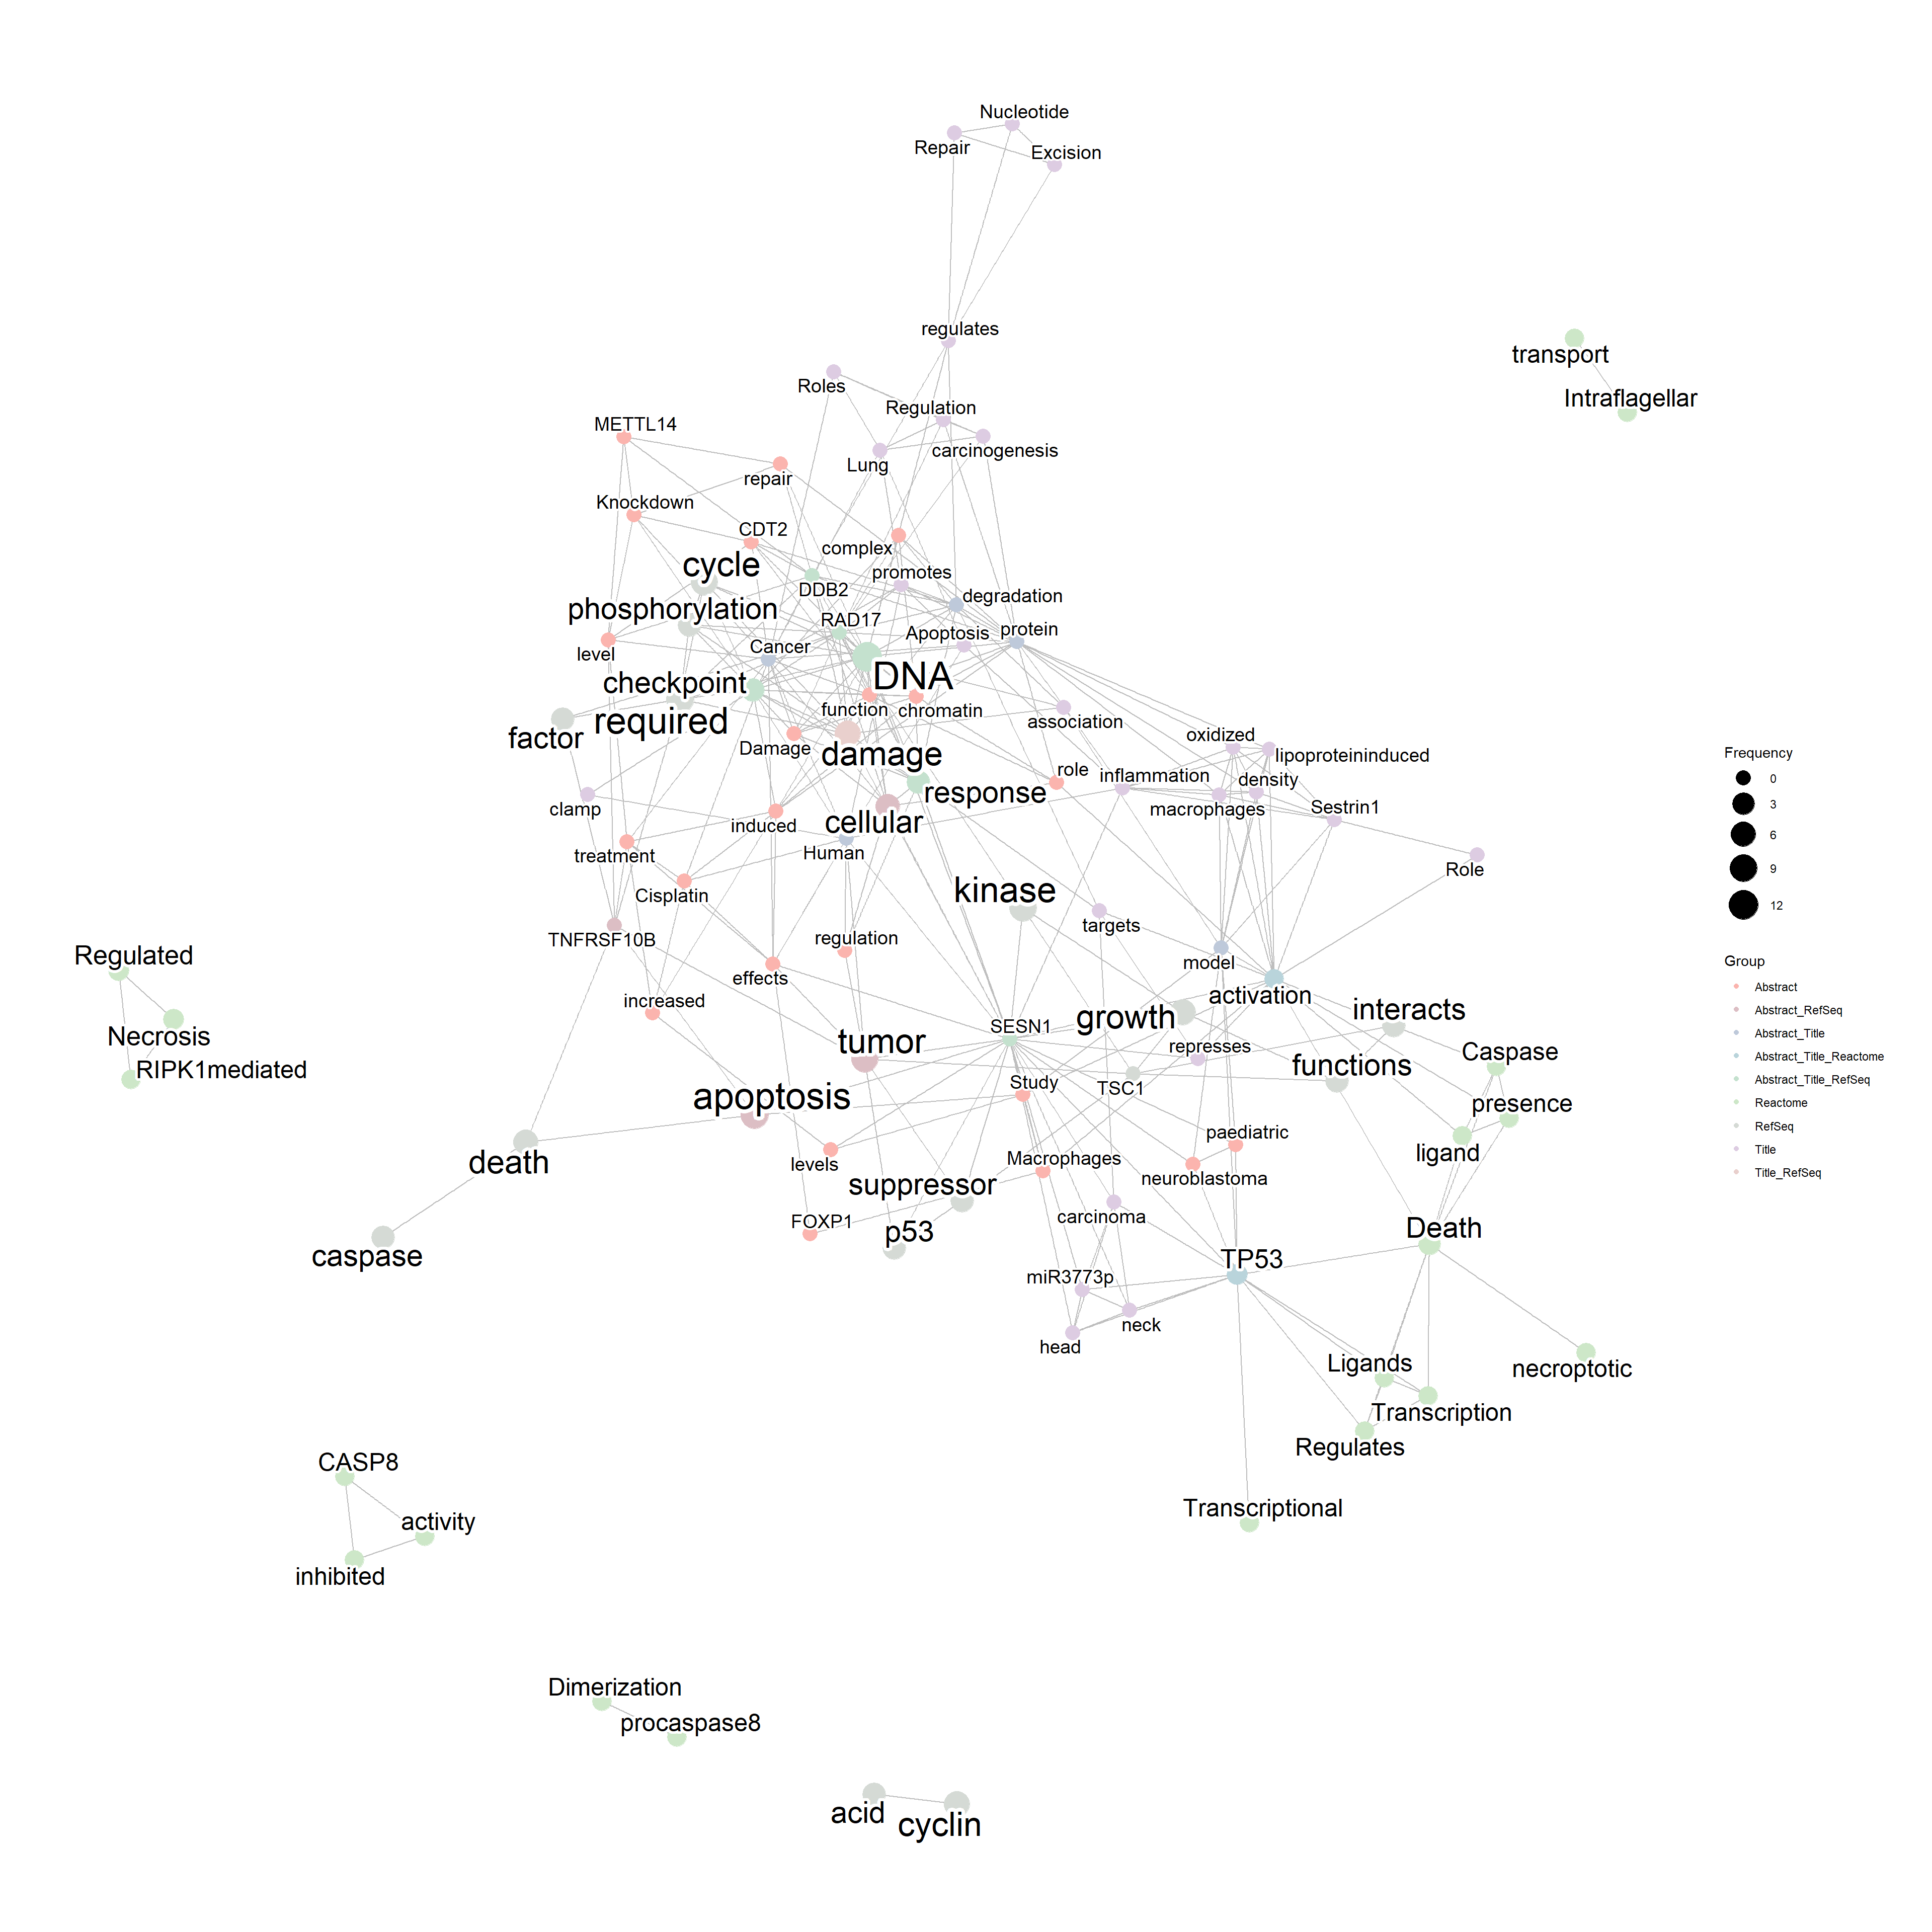 Nucleotide
Repair
Excision
regulates
transport
Roles
Intraflagellar
Regulation
METTL14
carcinogenesis
Lung
repair
Knockdown
CDT2
complex
cycle
promotes
DDB2
degradation
phosphorylation
RAD17
Apoptosis
protein
Cancer
level
DNA
checkpoint
function
chromatin
required
association
factor
oxidized
Damage
damage
lipoproteininduced
role
inflammation
density
response
macrophages
Sestrin1
clamp
cellular
induced
Human
treatment
Role
kinase
Cisplatin
targets
TNFRSF10B
regulation
Regulated
model
effects
activation
increased
interacts
growth
SESN1
Necrosis
tumor
represses
functions
Caspase
RIPK1mediated
Study
TSC1
apoptosis
presence
paediatric
ligand
death
levels
Macrophages
neuroblastoma
suppressor
carcinoma
FOXP1
p53
Death
caspase
TP53
miR3773p
neck
head
Ligands
necroptotic
Transcription
Regulates
CASP8
Transcriptional
activity
inhibited
Dimerization
procaspase8
acid
cyclin
Frequency
0
3
6
9
12
Group
Abstract
Abstract_RefSeq
Abstract_Title
Abstract_Title_Reactome
Abstract_Title_RefSeq
Reactome
RefSeq
Title
Title_RefSeq